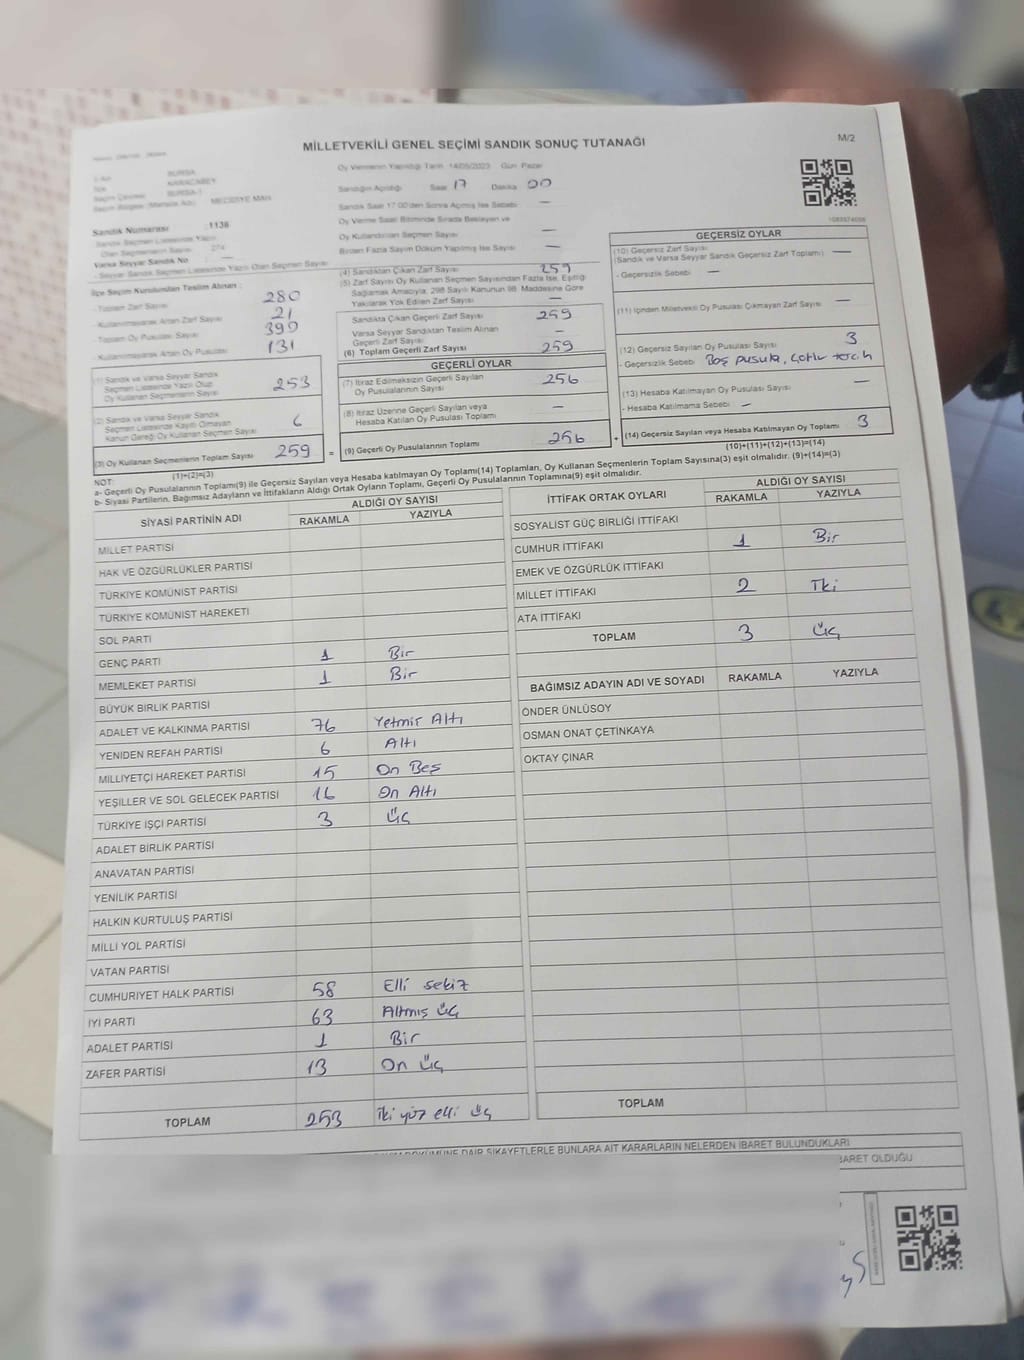 MİLLETVEKİLİ GENEL SEÇİMİ SANDIK SONUÇ TUTANAĞI
M/2
Oy Vermenin Yapıldığı Tarih 14/05/2023 Gün Pazar
BURSA
KARACABEY
BURSA-1
MECİDİYE MAH
Sandığın Açıldığı Saat 17 Dakika 00
Sandık Saat 17:00'den Sonra Açmış İse Sebebi —
Oy Verme Saati Bitiminde Sırada Bekleyen ve
Oy Kullandırılan Seçmen Sayısı —
Birden Fazla Sayım Döküm Yapılmış İse Sayısı —
Sandık Numarası : 1136
Sandık Seçmen Listesinde Yazılı
Olan Seçmenlerin Sayısı 274
Varsa Seyyar Sandık No —
- Seyyar Sandık Seçmen Listesinde Yazılı Olan Seçmen Sayısı
İlçe Seçim Kurulundan Teslim Alınan :
- Toplam Zarf Sayısı 280
- Kullanılmayarak Artan Zarf Sayısı 21
- Toplam Oy Pusulası Sayısı 390
- Kullanılmayarak Artan Oy Pusulası 131
(1) Sandık ve Varsa Seyyar Sandık
Seçmen Listesinde Yazılı Olup
Oy Kullanan Seçmenlerin Sayısı 253
(2) Sandık ve Varsa Seyyar Sandık
Seçmen Listesinde Kayıtlı Olmayan
Kanun Gereği Oy Kullanan Seçmen Sayısı 6
(3) Oy Kullanan Seçmenlerin Toplam Sayısı 259
(1)+(2)=(3)
(4) Sandıktan Çıkan Zarf Sayısı 259
(5) Zarf Sayısı Oy Kullanan Seçmen Sayısından Fazla İse, Eşitliği
Sağlamak Amacıyla, 298 Sayılı Kanunun 98. Maddesine Göre
Yakılarak Yok Edilen Zarf Sayısı —
Sandıkta Çıkan Geçerli Zarf Sayısı 259
Varsa Seyyar Sandıktan Teslim Alınan
Geçerli Zarf Sayısı —
(6) Toplam Geçerli Zarf Sayısı 259
GEÇERLİ OYLAR
(7) İtiraz Edilmeksizin Geçerli Sayılan
Oy Pusulalarının Sayısı 256
(8) İtiraz Üzerine Geçerli Sayılan veya
Hesaba Katılan Oy Pusulası Toplamı —
= (9) Geçerli Oy Pusulalarının Toplamı 256 +
GEÇERSİZ OYLAR
(10) Geçersiz Zarf Sayısı
(Sandık ve Varsa Seyyar Sandık Geçersiz Zarf Toplamı) —
- Geçersizlik Sebebi —
(11) İçinden Milletvekili Oy Pusulası Çıkmayan Zarf Sayısı —
(12) Geçersiz Sayılan Oy Pusulası Sayısı 3
- Geçersizlik Sebebi Boş pusula, çoklu tercih
(13) Hesaba Katılmayan Oy Pusulası Sayısı —
- Hesaba Katılmama Sebebi —
(14) Geçersiz Sayılan veya Hesaba Katılmayan Oy Toplamı 3
(10)+(11)+(12)+(13)=(14)
NOT:
a- Geçerli Oy Pusulalarının Toplamı(9) ile Geçersiz Sayılan veya Hesaba katılmayan Oy Toplamı(14) Toplamları, Oy Kullanan Seçmenlerin Toplam Sayısına(3) eşit olmalıdır. (9)+(14)=(3)
b- Siyasi Partilerin, Bağımsız Adayların ve İttifakların Aldığı Ortak Oyların Toplamı, Geçerli Oy Pusulalarının Toplamına(9) eşit olmalıdır.
SİYASİ PARTİNİN ADI
ALDIĞI OY SAYISI
RAKAMLA YAZIYLA
MİLLET PARTİSİ
HAK VE ÖZGÜRLÜKLER PARTİSİ
TÜRKİYE KOMÜNİST PARTİSİ
TÜRKİYE KOMÜNİST HAREKETİ
SOL PARTİ
GENÇ PARTİ 1 Bir
MEMLEKET PARTİSİ 1 Bir
BÜYÜK BİRLİK PARTİSİ
ADALET VE KALKINMA PARTİSİ 76 Yetmir Altı
YENİDEN REFAH PARTİSİ 6 Altı
MİLLİYETÇİ HAREKET PARTİSİ 15 On Beş
YEŞİLLER VE SOL GELECEK PARTİSİ 16 On Altı
TÜRKİYE İŞÇİ PARTİSİ 3 Üç
ADALET BİRLİK PARTİSİ
ANAVATAN PARTİSİ
YENİLİK PARTİSİ
HALKIN KURTULUŞ PARTİSİ
MİLLİ YOL PARTİSİ
VATAN PARTİSİ
CUMHURİYET HALK PARTİSİ 58 Elli sekiz
İYİ PARTİ 63 Altmış üç
ADALET PARTİSİ 1 Bir
ZAFER PARTİSİ 13 On üç
TOPLAM 253 İki yüz elli üç
İTTİFAK ORTAK OYLARI
ALDIĞI OY SAYISI
RAKAMLA YAZIYLA
SOSYALİST GÜÇ BİRLİĞİ İTTİFAKI
CUMHUR İTTİFAKI 1 Bir
EMEK VE ÖZGÜRLÜK İTTİFAKI
MİLLET İTTİFAKI 2 İki
ATA İTTİFAKI
TOPLAM 3 Üç
BAĞIMSIZ ADAYIN ADI VE SOYADI RAKAMLA YAZIYLA
ÖNDER ÜNLÜSOY
OSMAN ONAT ÇETİNKAYA
OKTAY ÇINAR
TOPLAM
DÖKÜMÜNE DAİR ŞİKAYETLERLE BUNLARA AİT KARARLARIN NELERDEN İBARET BULUNDUKLARI
İBARET OLDUĞU